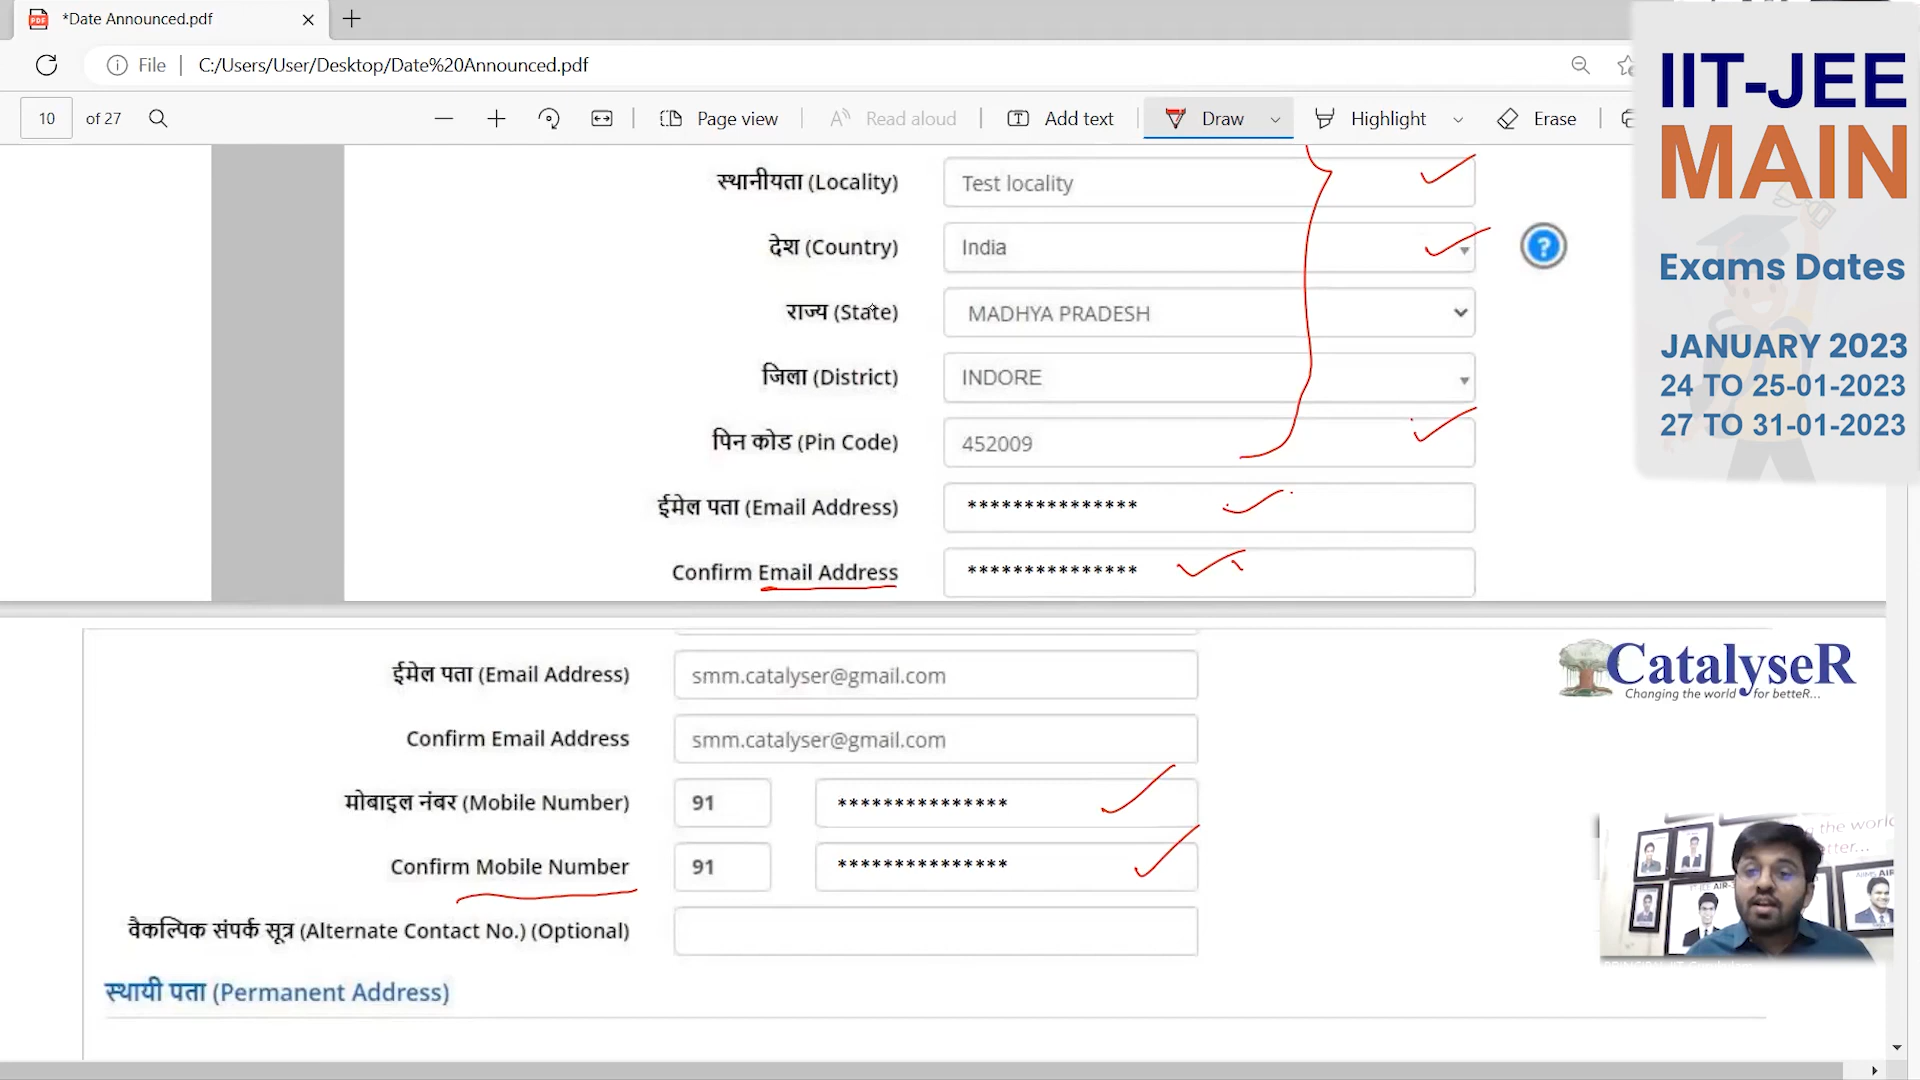 *Date Announced.pdf
File
C:/Users/User/Desktop/Date%20Announced.pdf
10 of 27
Page view
Read aloud
Add text
Draw
Highlight
Erase
IIT-JEE
MAIN
Exams Dates
JANUARY 2023
24 TO 25-01-2023
27 TO 31-01-2023
स्थानीयता (Locality) Test locality
देश (Country) India
राज्य (State) MADHYA PRADESH
जिला (District) INDORE
पिन कोड (Pin Code) 452009
ईमेल पता (Email Address) ***************
Confirm Email Address ***************
CatalyseR
Changing the world for betteR...
ईमेल पता (Email Address) smm.catalyser@gmail.com
Confirm Email Address smm.catalyser@gmail.com
मोबाइल नंबर (Mobile Number) 91 ***************
Confirm Mobile Number 91 ***************
वैकल्पिक संपर्क सूत्र (Alternate Contact No.) (Optional)
स्थायी पता (Permanent Address)
the world